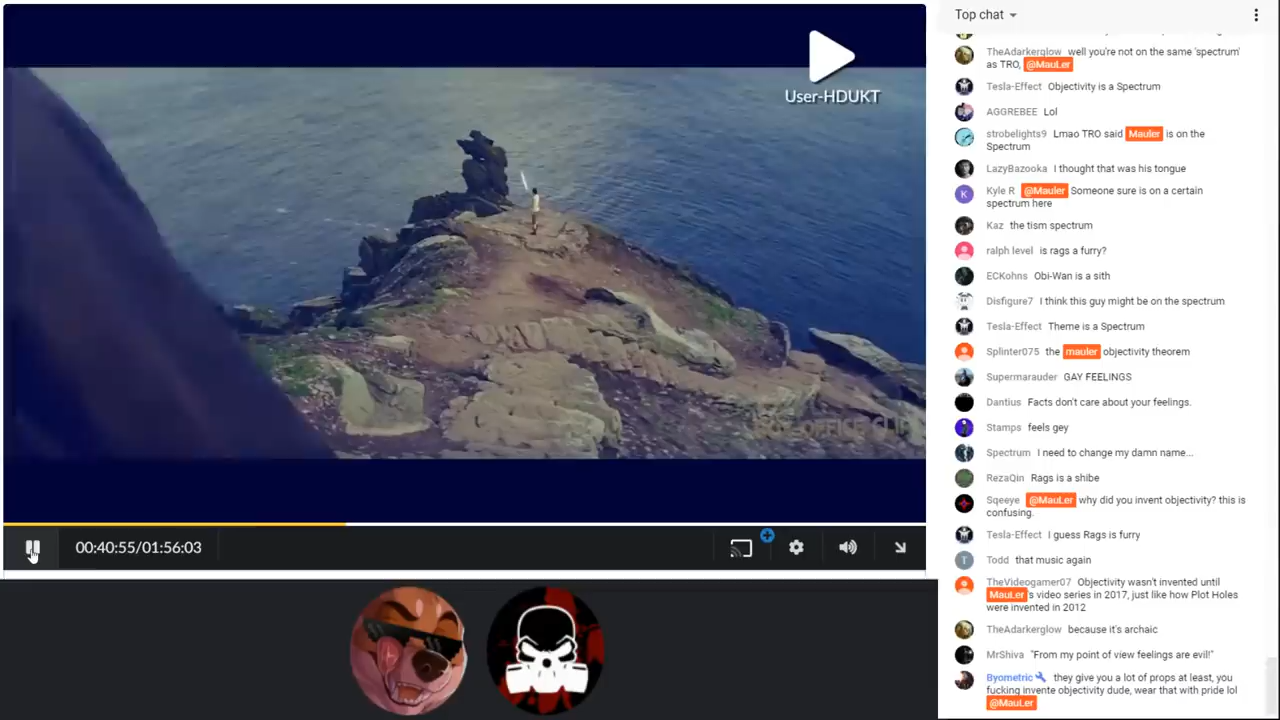 User-HDUKT
BOX OFFICE CLIP
00:40:55/01:56:03
Top chat
TheAdarkerglow well you're not on the same 'spectrum'
as TRO, @MauLer
Tesla-Effect Objectivity is a Spectrum
AGGREBEE Lol
strobelights9 Lmao TRO said Mauler is on the
Spectrum
LazyBazooka I thought that was his tongue
K
Kyle R @Mauler Someone sure is on a certain
spectrum here
Kaz the tism spectrum
ralph level is rags a furry?
ECKohns Obi-Wan is a sith
Disfigure7 I think this guy might be on the spectrum
Tesla-Effect Theme is a Spectrum
Splinter075 the mauler objectivity theorem
Supermarauder GAY FEELINGS
Dantius Facts don't care about your feelings.
Stamps feels gey
Spectrum I need to change my damn name...
RezaQin Rags is a shibe
Sqeeye @MauLer why did you invent objectivity? this is
confusing.
Tesla-Effect I guess Rags is furry
T
Todd that music again
TheVideogamer07 Objectivity wasn't invented until
MauLer's video series in 2017, just like how Plot Holes
were invented in 2012
TheAdarkerglow because it's archaic
MrShiva "From my point of view feelings are evil!"
Byometric they give you a lot of props at least, you
fucking invente objectivity dude, wear that with pride lol
@MauLer